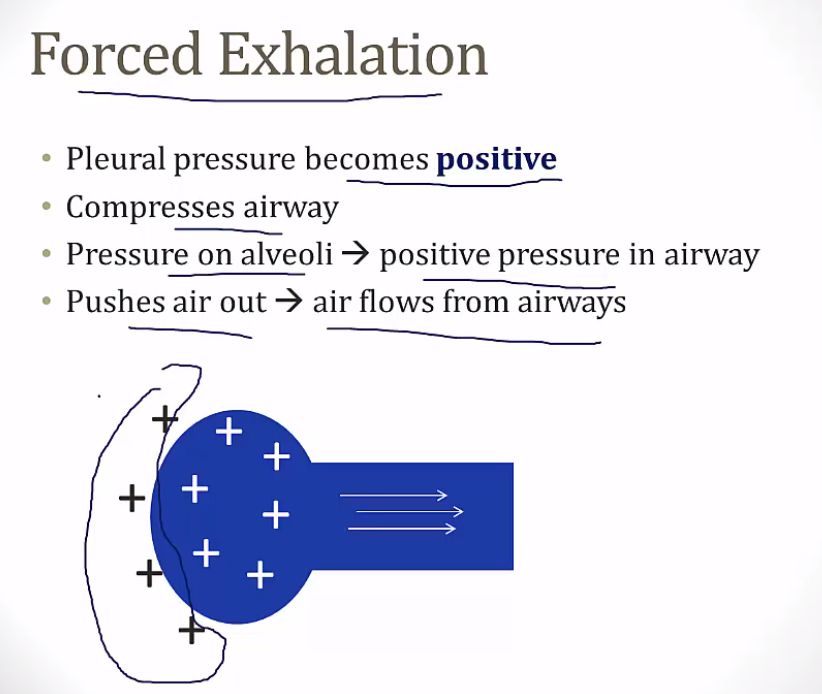 Forced Exhalation
• Pleural pressure becomes positive
• Compresses airway
• Pressure on alveoli → positive pressure in airway
• Pushes air out → air flows from airways
+ +
+
+ +
+
+ +
+
+